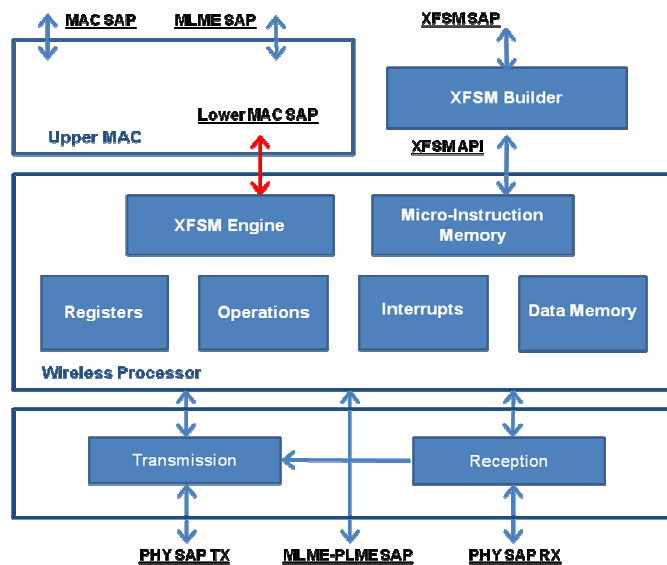 MAC SAP
MLME SAP
XFSM SAP
XFSM Builder
Lower MAC SAP
Upper MAC
XFSM API
XFSM Engine
Micro-Instruction
Memory
Registers
Operations
Interrupts
Data Memory
Wireless Processor
Transmission
Reception
PHY SAP TX
MLME-PLME SAP
PHY SAP RX